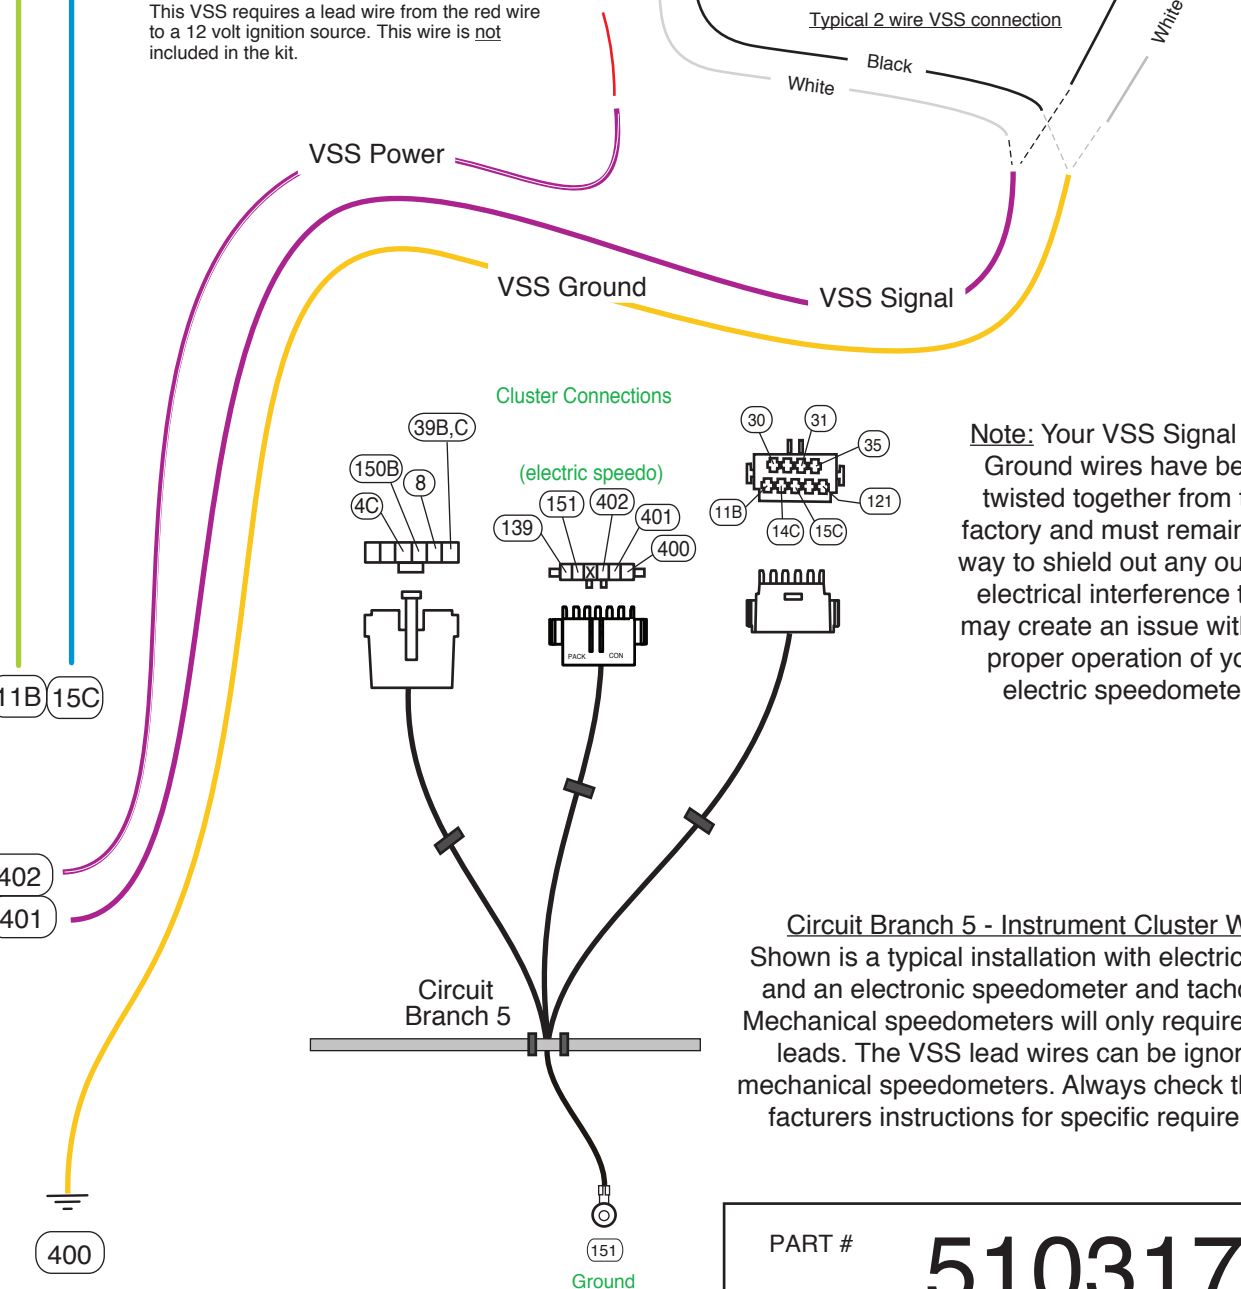 This VSS requires a lead wire from the red wire
to a 12 volt ignition source. This wire is not
included in the kit.
Typical 2 wire VSS connection
White
Black
White
VSS Power
VSS Ground
VSS Signal
Cluster Connections
(electric speedo)
39B,C
150B
8
4C
151
402
401
139
400
30
31
35
11B
14C
15C
121
PACK
CON
Note: Your VSS Signal
Ground wires have be
twisted together from
factory and must remain
way to shield out any ou
electrical interference
may create an issue wit
proper operation of yo
electric speedomete
11B
15C
402
401
Circuit Branch 5 - Instrument Cluster W
Shown is a typical installation with electric
and an electronic speedometer and tach
Mechanical speedometers will only require
leads. The VSS lead wires can be ignor
mechanical speedometers. Always check t
facturers instructions for specific require
Circuit
Branch 5
400
151
Ground
PART #
510317